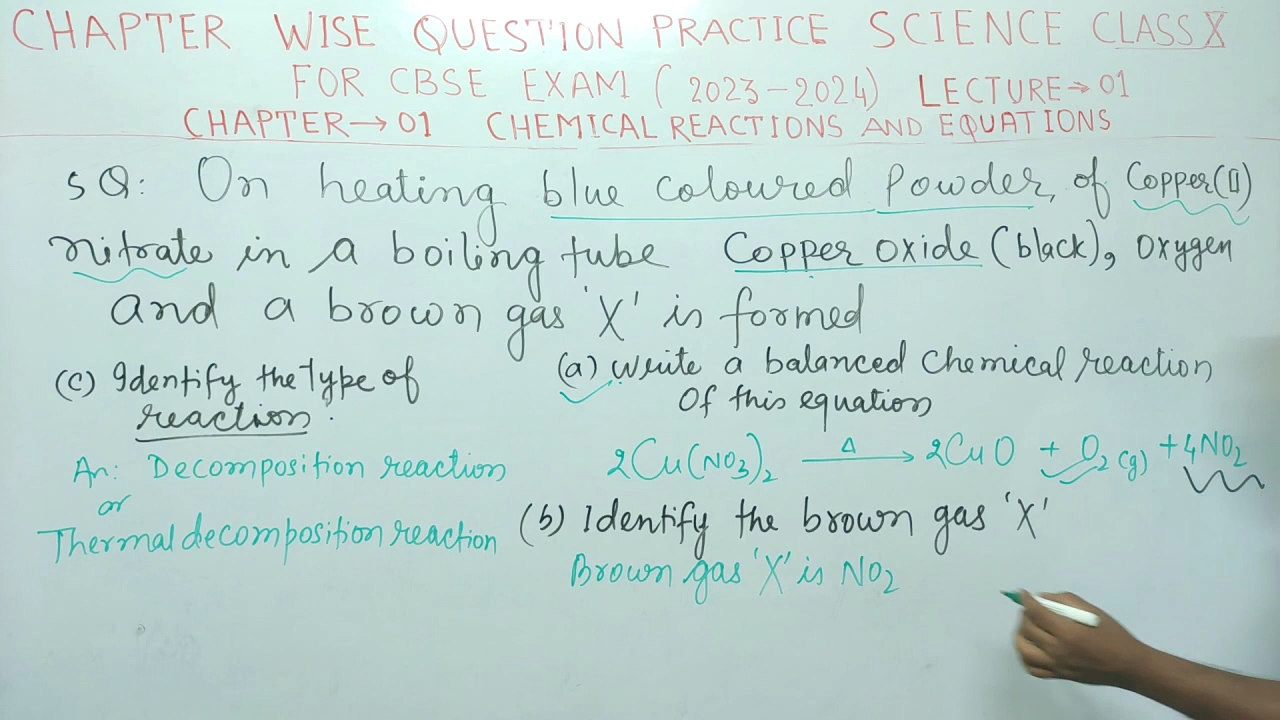 CHAPTER WISE QUESTION PRACTICE SCIENCE CLASS X
FOR CBSE EXAM ( 2023-2024) LECTURE→01
CHAPTER→01 CHEMICAL REACTIONS AND EQUATIONS
5 Q: On heating blue coloured Powder, of Copper(II)
nitrate in a boiling tube Copper oxide (black), oxygen
and a brown gas 'X' is formed
(a) Write a balanced Chemical reaction
Of this equation
2Cu(NO3)2 —Δ→ 2CuO + O2(g) + 4NO2
(b) Identify the brown gas 'X'
Brown gas 'X' is NO2
(c) Identify the Type of
reaction.
An: Decomposition reaction
or
Thermal decomposition reaction